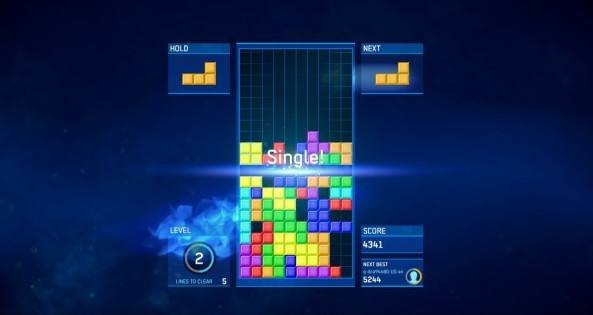 HOLD
NEXT
Single!
LEVEL
2
LINES TO CLEAR 5
SCORE
4341
NEXT BEST
5244